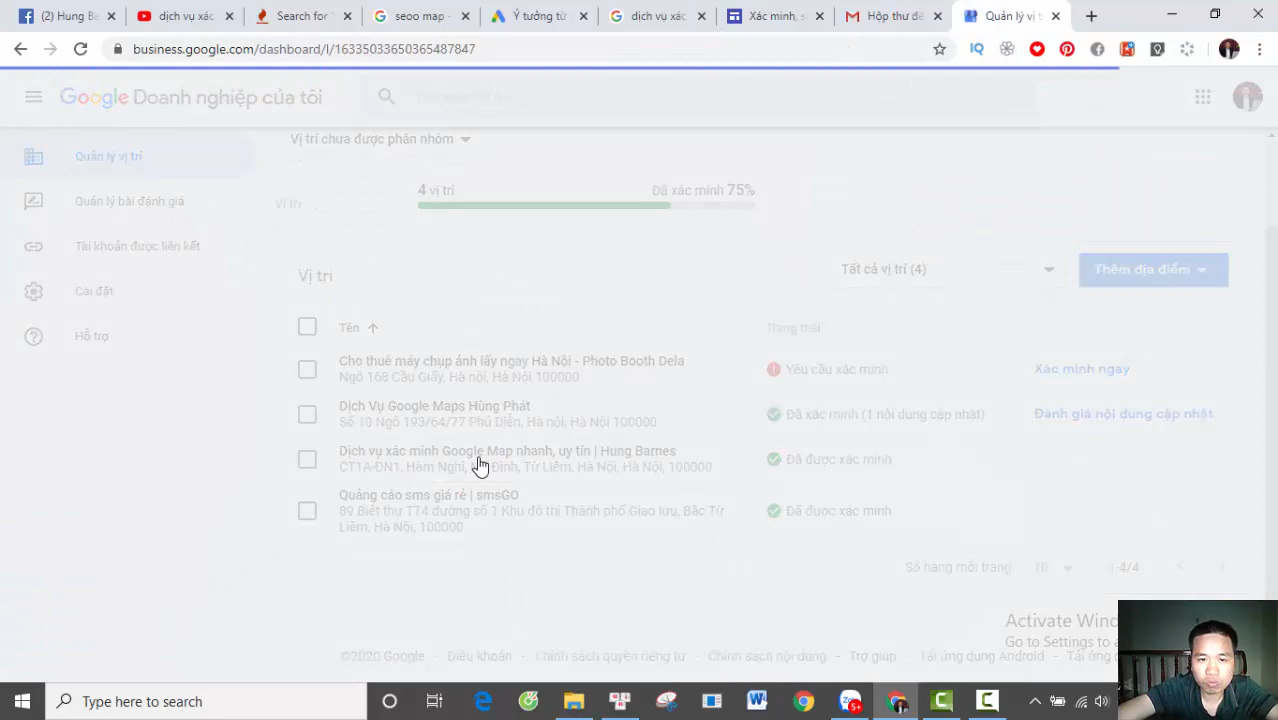 (2) Hung Ba
dịch vụ xác
Search for
seoo map -
Ý tưởng từ
dịch vụ xác
Xác minh, s
Hộp thư đế
Quản lý vị t
business.google.com/dashboard/l/16335033650365487847
IQ
Google Doanh nghiệp của tôi
Quản lý vị trí
Quản lý bài đánh giá
Tài khoản được liên kết
Cài đặt
Hỗ trợ
Vị trí chưa được phân nhóm
Vị trí
4 vị trí
Đã xác minh 75%
Vị trí
Tất cả vị trí (4)
Thêm địa điểm
Tên
Trạng thái
Cho thuê máy chụp ảnh lấy ngay Hà Nội - Photo Booth Dela
Ngõ 168 Cầu Giấy, Hà nội, Hà Nội 100000
Yêu cầu xác minh
Xác minh ngay
Dịch Vụ Google Maps Hùng Phát
Số 10 Ngõ 193/64/77 Phú Diễn, Hà nội, Hà Nội 100000
Đã xác minh (1 nội dung cập nhật)
Đánh giá nội dung cập nhật
Dịch vụ xác minh Google Map nhanh, uy tín | Hung Barnes
CT1A-ĐN1, Hàm Nghi, Đình, Từ Liêm, Hà Nội, Hà Nội, 100000
Đã được xác minh
Quảng cáo sms giá rẻ | smsGO
89 Biệt thự TT4 đường số 1 Khu đô thị Thành phố Giao lưu, Bắc Từ
Liêm, Hà Nội, 100000
Đã được xác minh
Số hàng mỗi trang
10
1-4/4
Activate Wind
Go to Settings to a
©2020 Google
Điều khoản
Chính sách quyền riêng tư
Chính sách nội dung
Trợ giúp
Tải ứng dụng Android
Tải ứng
Type here to search
5+